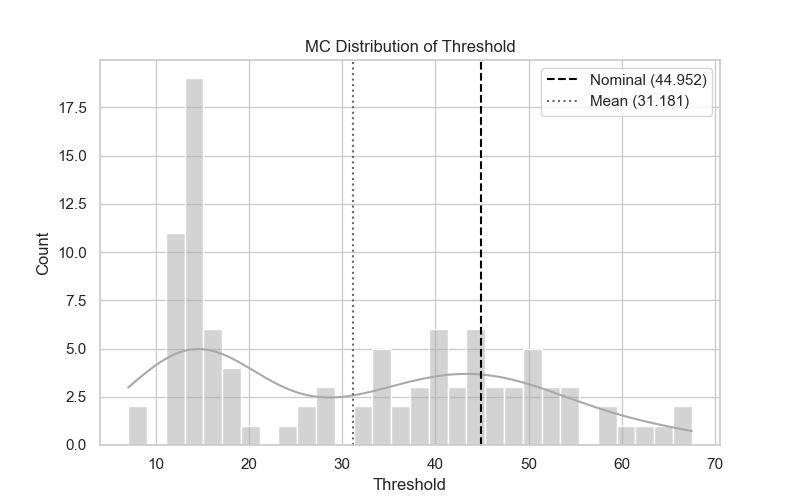 MC Distribution of Threshold
Nominal (44.952)
Mean (31.181)
17.5
15.0
12.5
10.0
7.5
5.0
2.5
0.0
Count
10 20 30 40 50 60 70
Threshold